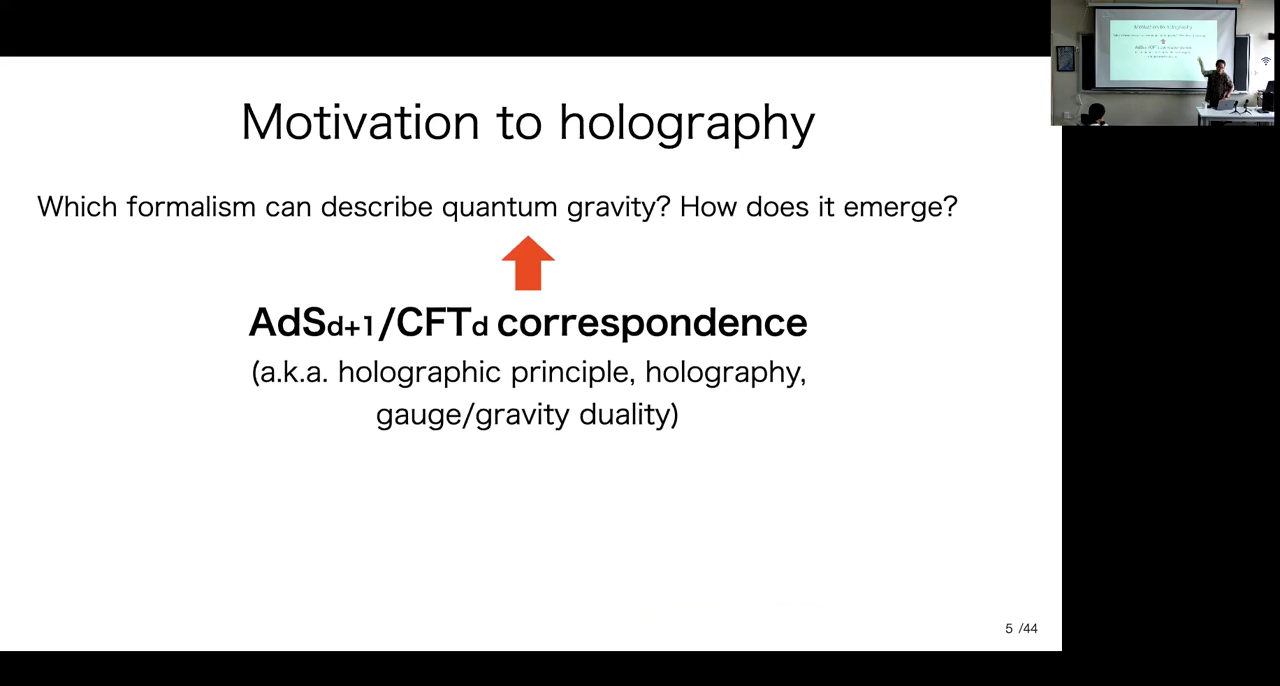 Motivation to holography
Which formalism can describe quantum gravity? How does it emerge?
AdSd+1/CFTd correspondence
(a.k.a. holographic principle, holography,
gauge/gravity duality)
5 /44